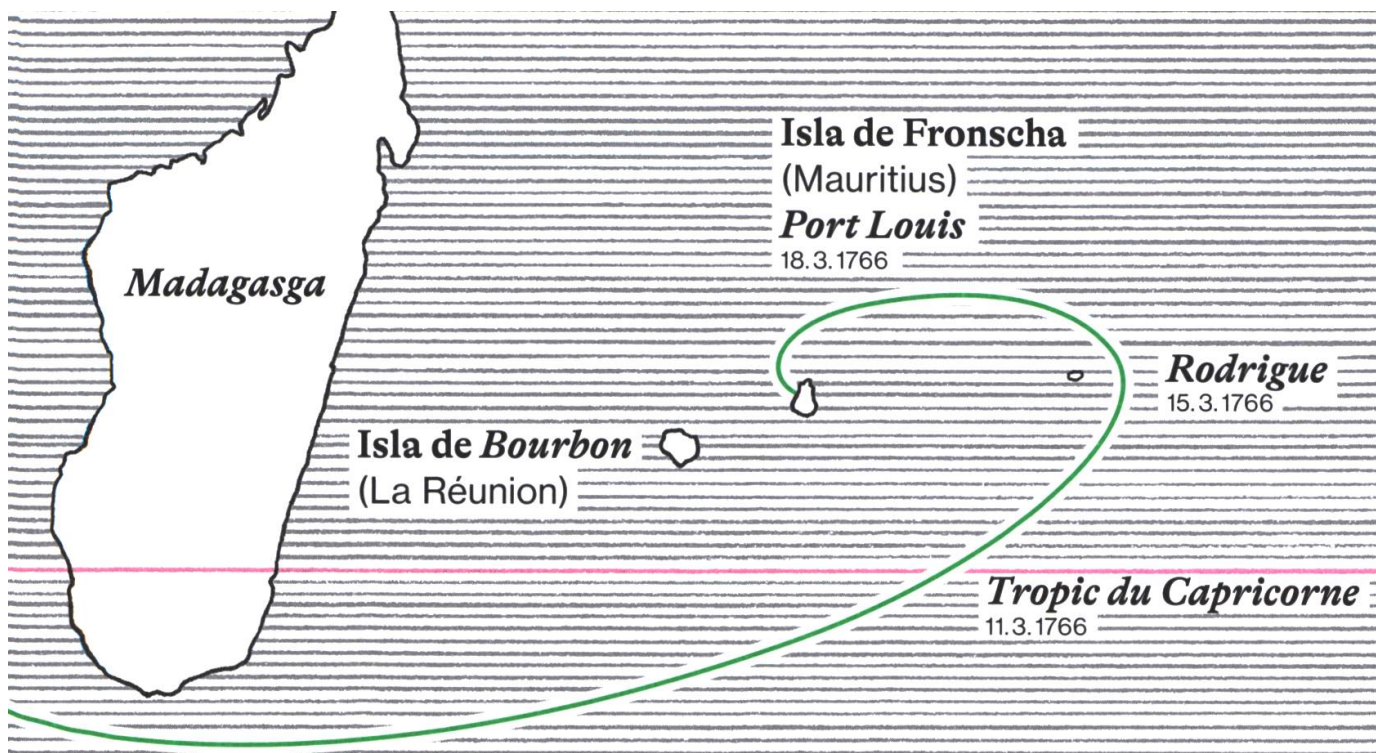 Isla de Fronscha
(Mauritius)
Port Louis
18.3.1766
Madagasga
Rodrigue
15.3.1766
Isla de Bourbon
(La Réunion)
Tropic du Capricorne
11.3.1766